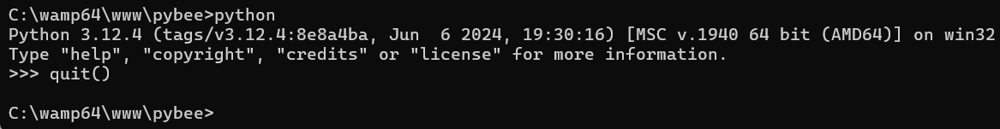 C:\wamp64\www\pybee>python
Python 3.12.4 (tags/v3.12.4:8e8a4ba, Jun  6 2024, 19:30:16) [MSC v.1940 64 bit (AMD64)] on win32
Type "help", "copyright", "credits" or "license" for more information.
>>> quit()
C:\wamp64\www\pybee>